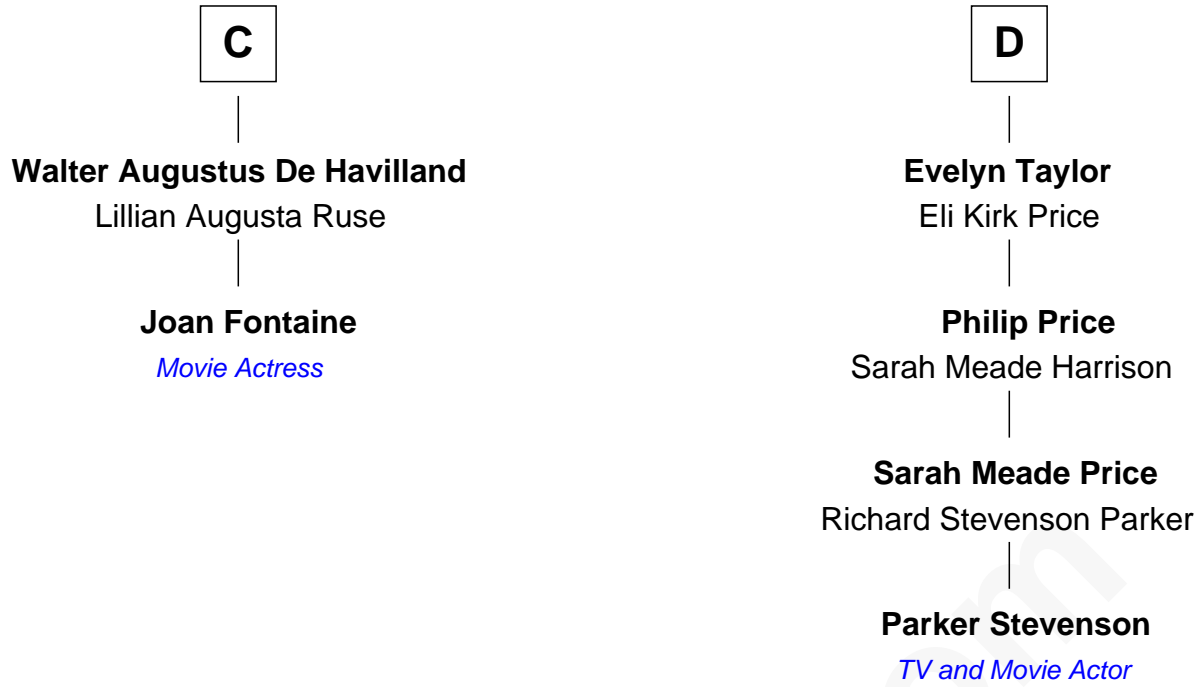 C
Walter Augustus De Havilland
Lillian Augusta Ruse
Joan Fontaine
Movie Actress
D
Evelyn Taylor
Eli Kirk Price
Philip Price
Sarah Meade Harrison
Sarah Meade Price
Richard Stevenson Parker
Parker Stevenson
TV and Movie Actor